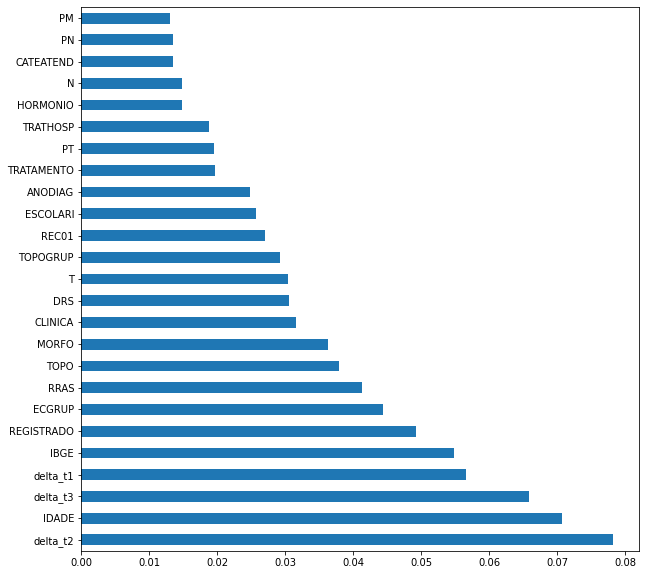 PM
PN
CATEATEND
N
HORMONIO
TRATHOSP
PT
TRATAMENTO
ANODIAG
ESCOLARI
REC01
TOPOGRUP
T
DRS
CLINICA
MORFO
TOPO
RRAS
ECGRUP
REGISTRADO
IBGE
delta_t1
delta_t3
IDADE
delta_t2
0.00 0.01 0.02 0.03 0.04 0.05 0.06 0.07 0.08